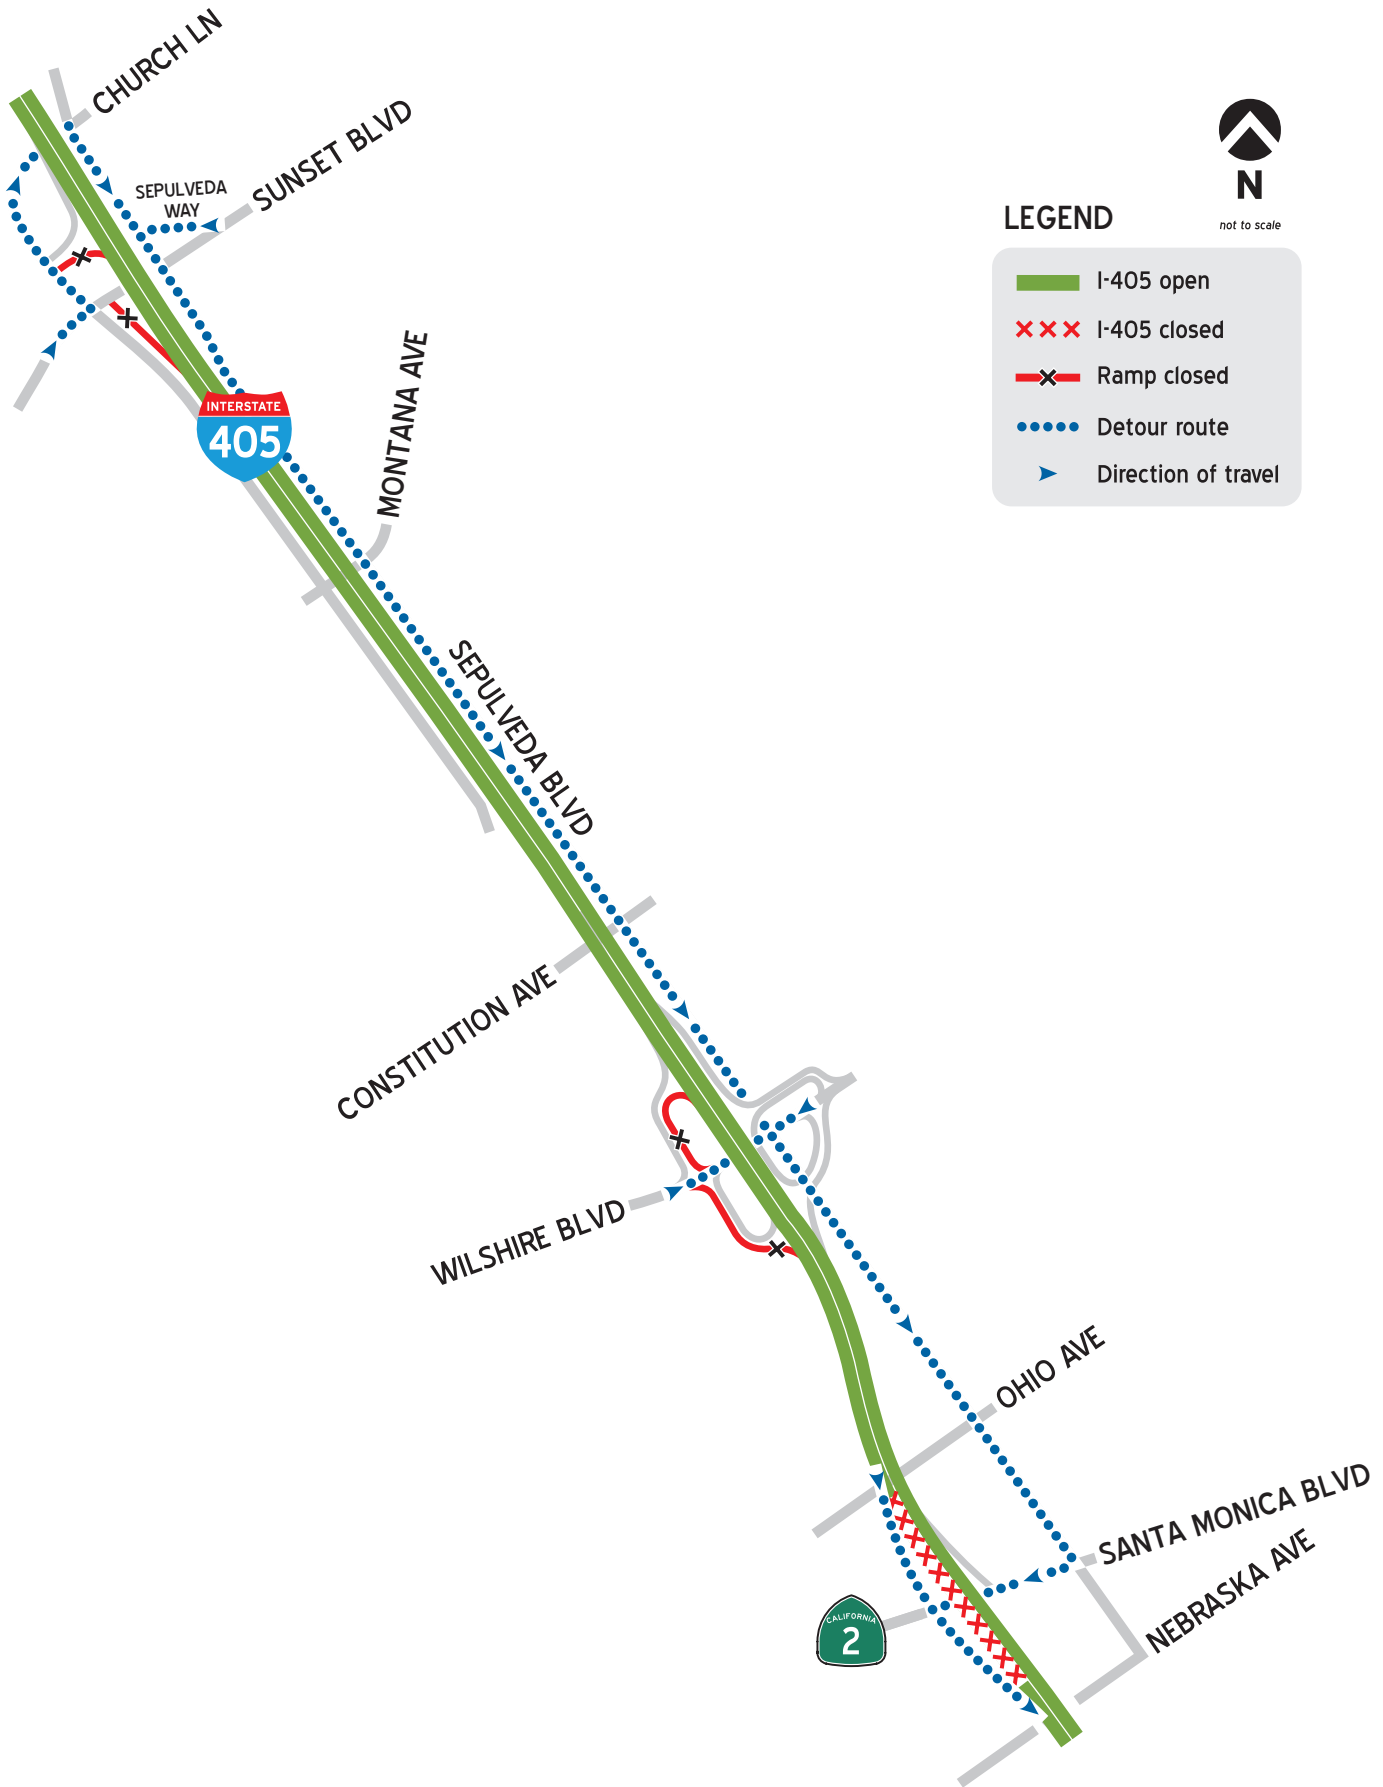 CHURCH LN
SUNSET BLVD
SEPULVEDA
WAY
N
not to scale
LEGEND
I-405 open
I-405 closed
Ramp closed
Detour route
Direction of travel
INTERSTATE
405
MONTANA AVE
SEPULVEDA BLVD
CONSTITUTION AVE
WILSHIRE BLVD
OHIO AVE
SANTA MONICA BLVD
NEBRASKA AVE
CALIFORNIA
2